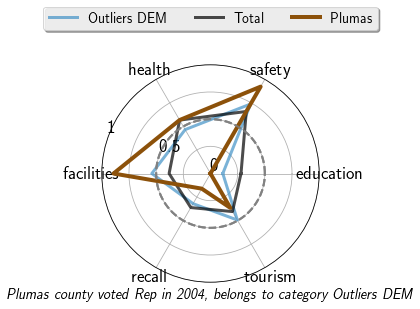 Outliers DEM Total Plumas
health safety
1
0.5
0
facilities education
recall tourism
Plumas county voted Rep in 2004, belongs to category Outliers DEM